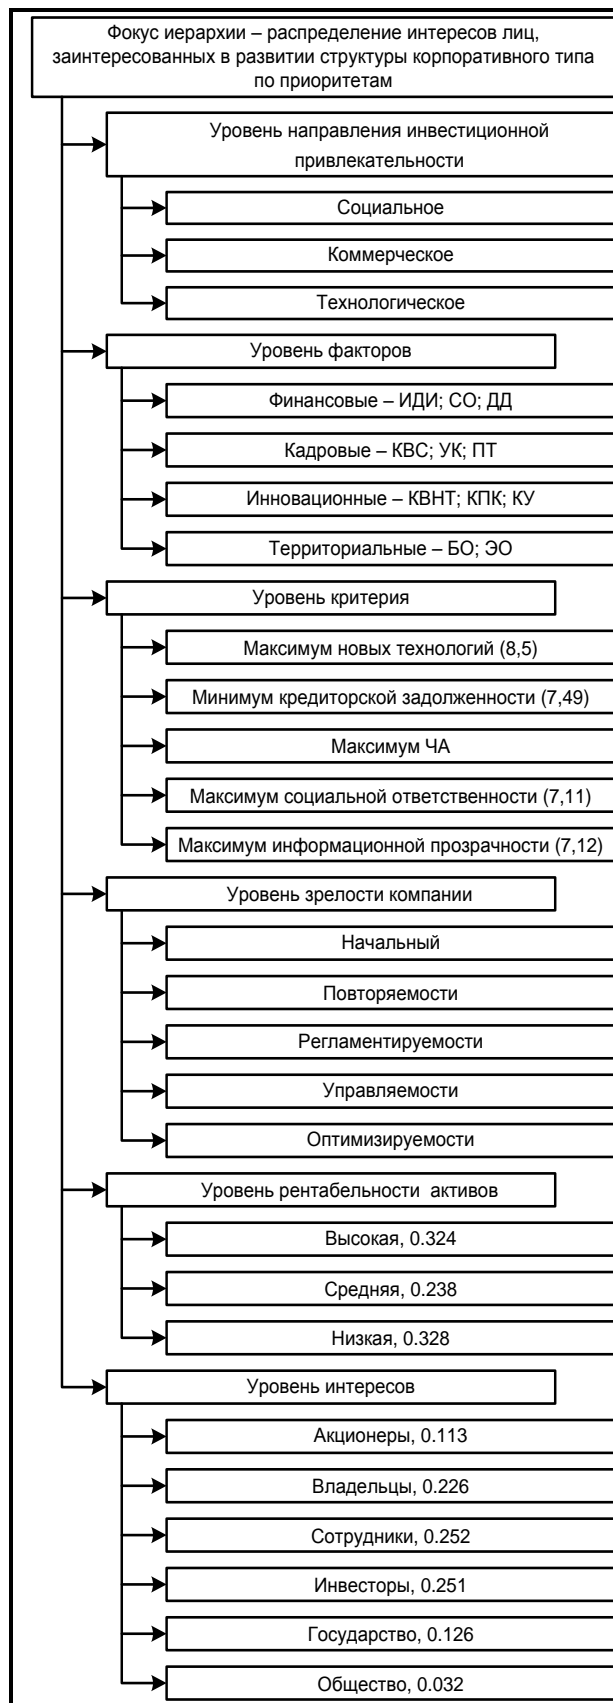 Фокус иерархии – распределение интересов лиц,
заинтересованных в развитии структуры корпоративного типа
по приоритетам
Уровень направления инвестиционной
привлекательности
Социальное
Коммерческое
Технологическое
Уровень факторов
Финансовые – ИДИ; СО; ДД
Кадровые – КВС; УК; ПТ
Инновационные – КВНТ; КПК; КУ
Территориальные – БО; ЭО
Уровень критерия
Максимум новых технологий (8,5)
Минимум кредиторской задолженности (7,49)
Максимум ЧА
Максимум социальной ответственности (7,11)
Максимум информационной прозрачности (7,12)
Уровень зрелости компании
Начальный
Повторяемости
Регламентируемости
Управляемости
Оптимизируемости
Уровень рентабельности активов
Высокая, 0.324
Средняя, 0.238
Низкая, 0.328
Уровень интересов
Акционеры, 0.113
Владельцы, 0.226
Сотрудники, 0.252
Инвесторы, 0.251
Государство, 0.126
Общество, 0.032